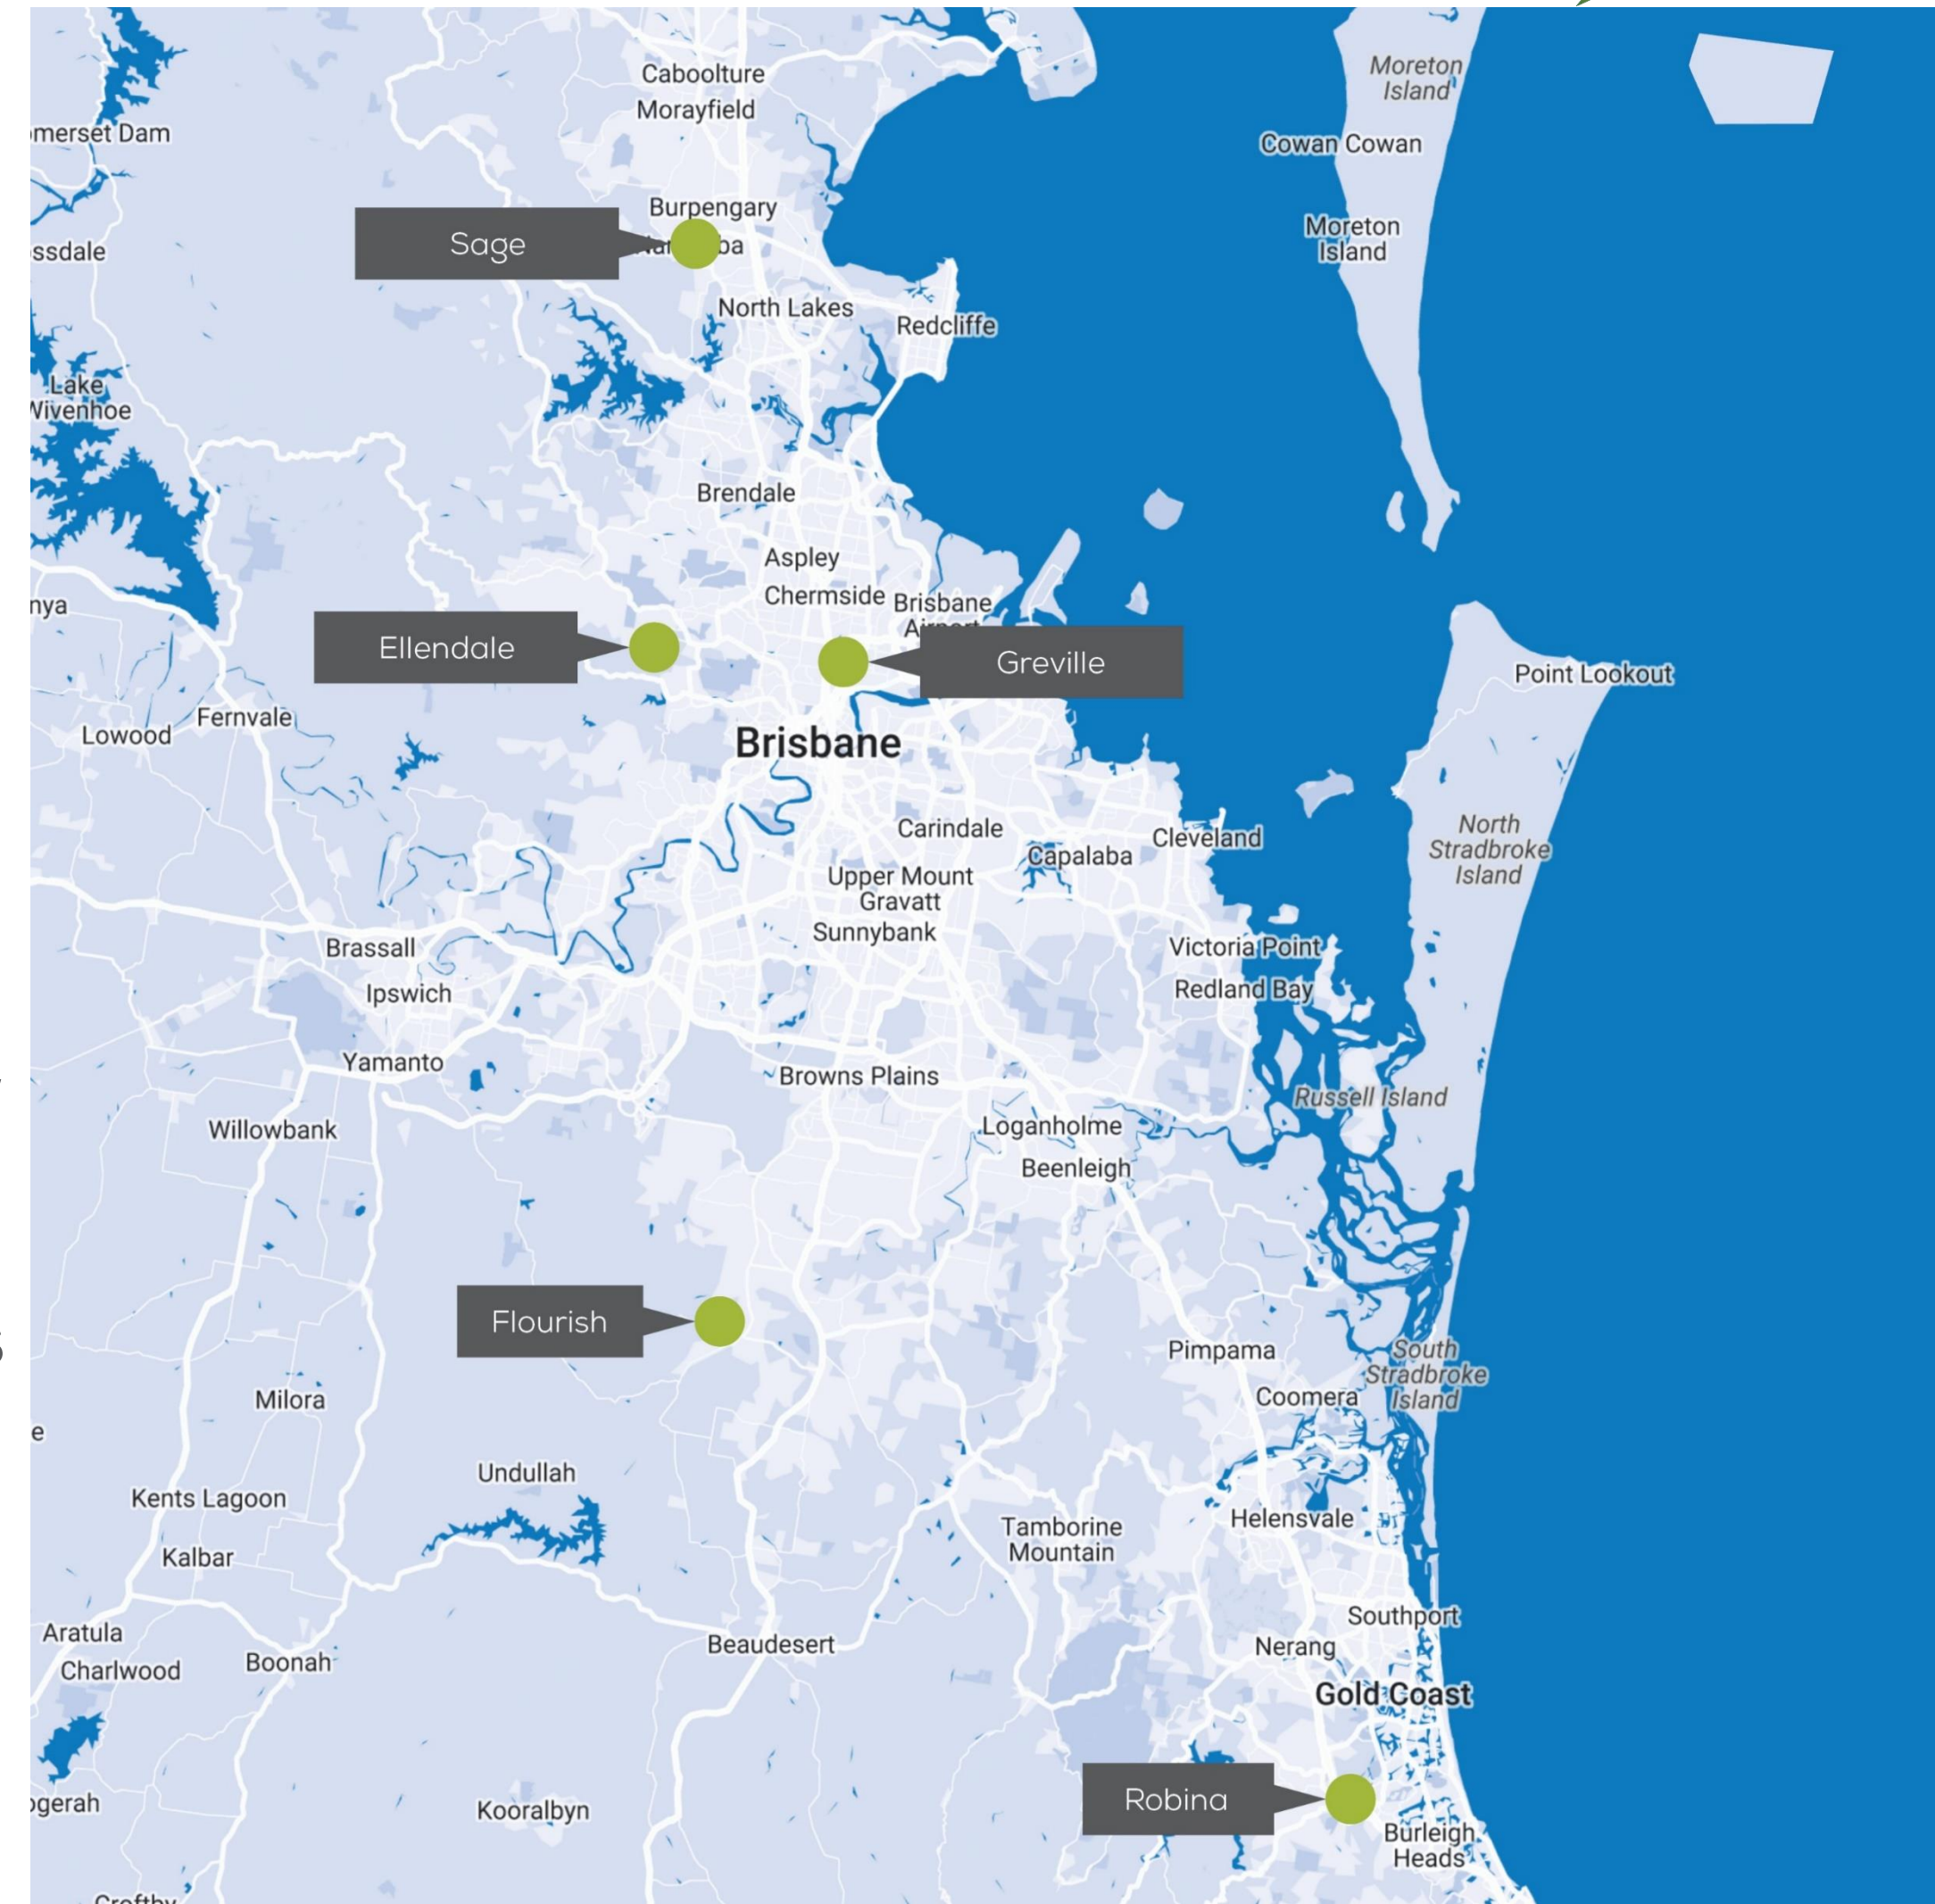 Caboolture
Moreton
Island
Morayfield
omerset Dam
Cowan Cowan
Burpengary
Moreton
Island
Sage
ba
ssdale
North Lakes
Redcliffe
Lake
Wivenhoe
Brendale
Aspley
Chermside
Brisbane
Airport
nya
Ellendale
Greville
Point Lookout
Fernvale
Lowood
Brisbane
North
Stradbroke
Island
Carindale
Cleveland
Capalaba
Upper Mount
Gravatt
Sunnybank
Brassall
Victoria Point
Ipswich
Redland Bay
Yamanto
Browns Plains
Russell Island
Willowbank
Loganholme
Beenleigh
Flourish
Pimpama
South
Stradbroke
Island
Milora
Coomera
e
Undullah
Kents Lagoon
Helensvale
Tamborine
Mountain
Kalbar
Southport
Aratula
Beaudesert
Nerang
Charlwood
Boonah
Gold Coast
Robina
ogerah
Kooralbyn
Burleigh
Heads